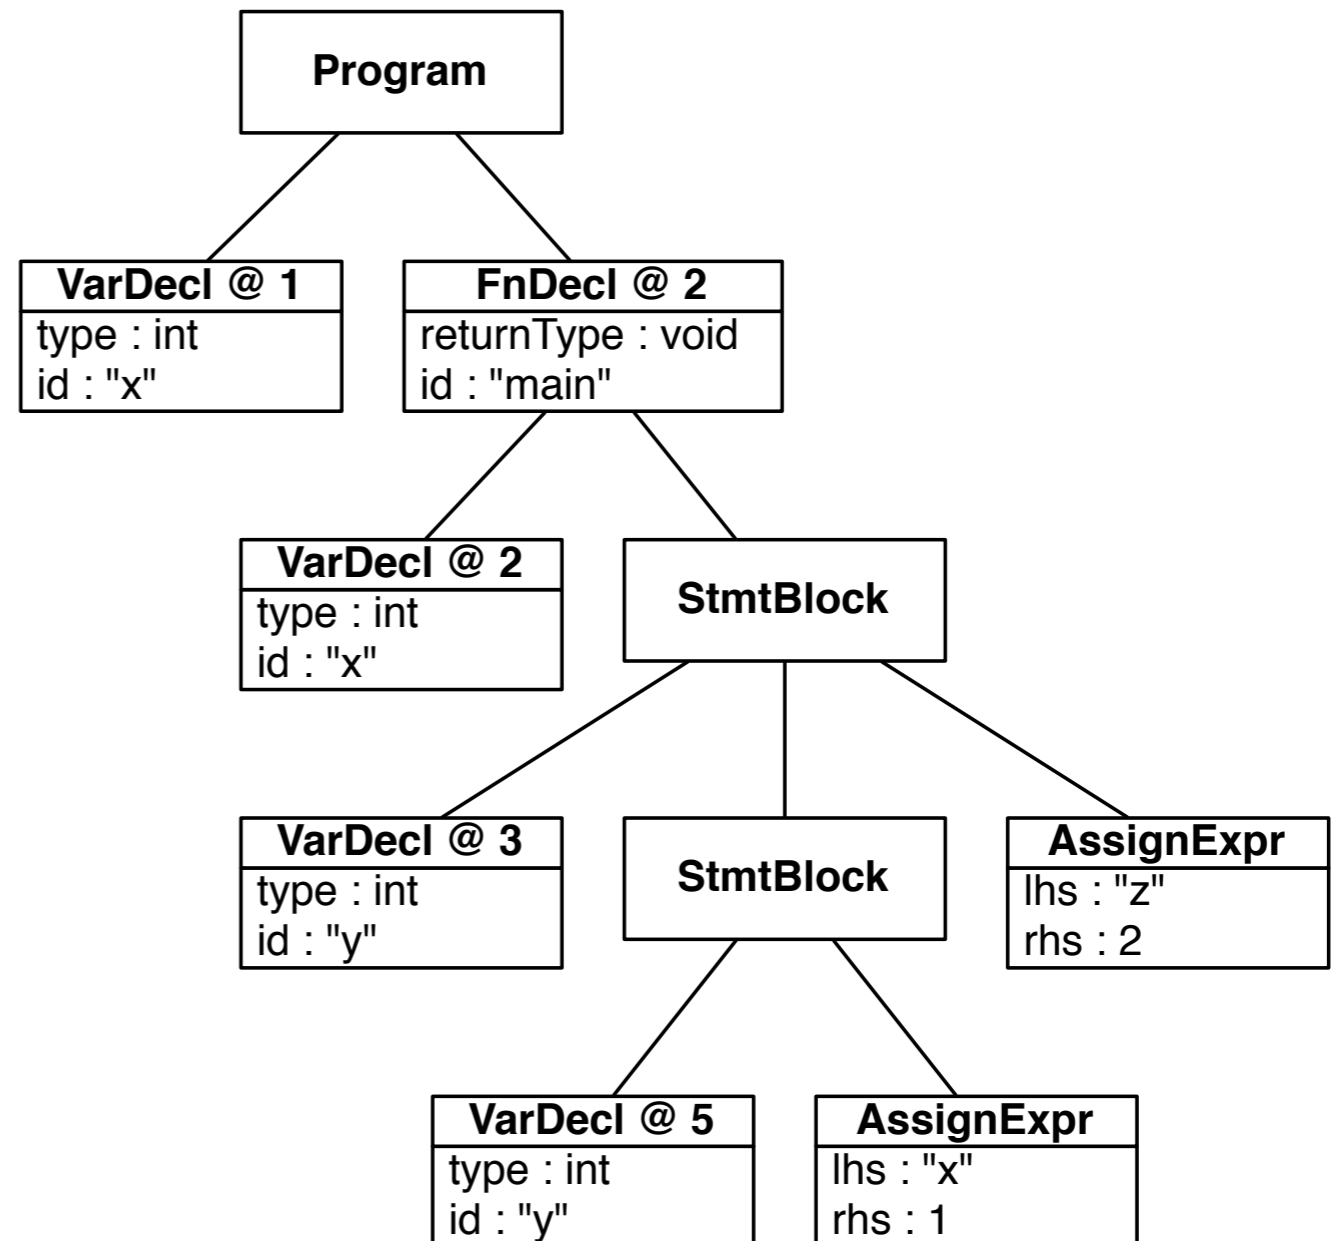 Program
VarDecl @ 1
type : int
id : "x"
FnDecl @ 2
returnType : void
id : "main"
VarDecl @ 2
type : int
id : "x"
StmtBlock
VarDecl @ 3
type : int
id : "y"
StmtBlock
AssignExpr
lhs : "z"
rhs : 2
VarDecl @ 5
type : int
id : "y"
AssignExpr
lhs : "x"
rhs : 1